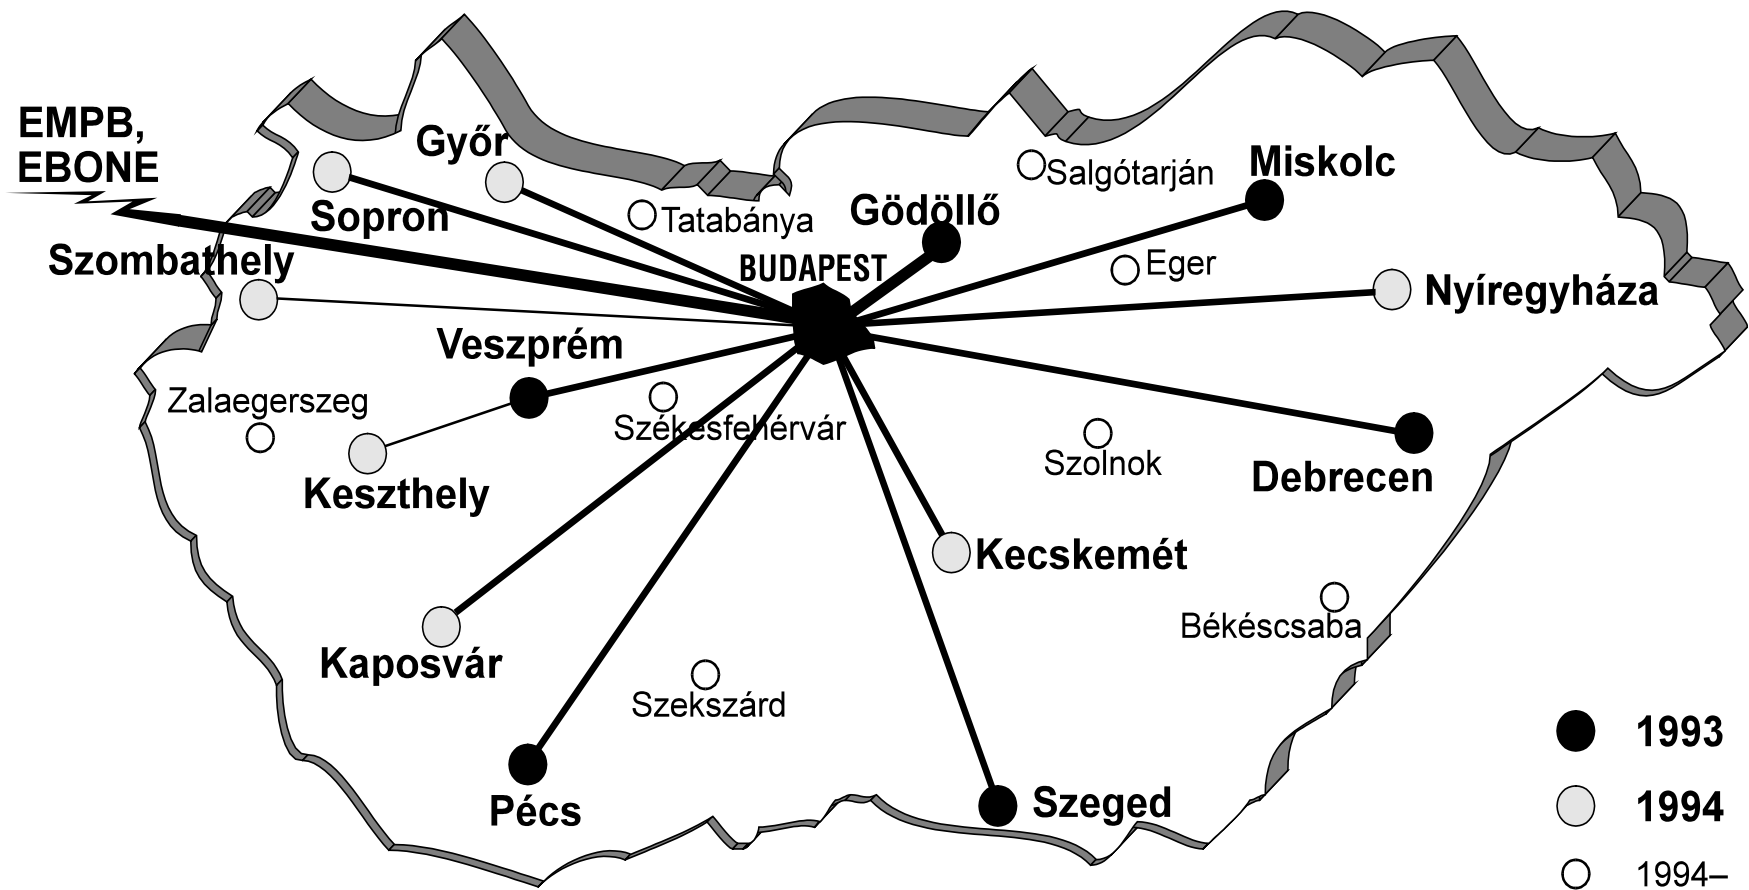 EMPB,
EBONE
Győr
Salgótarján
Miskolc
Sopron
Tatabánya
Gödöllő
Szombathely
BUDAPEST
Eger
Nyíregyháza
Veszprém
Zalaegerszeg
Székesfehérvár
Szolnok
Debrecen
Keszthely
Kecskemét
Békéscsaba
Kaposvár
Szekszárd
Pécs
Szeged
1993
1994
1994–